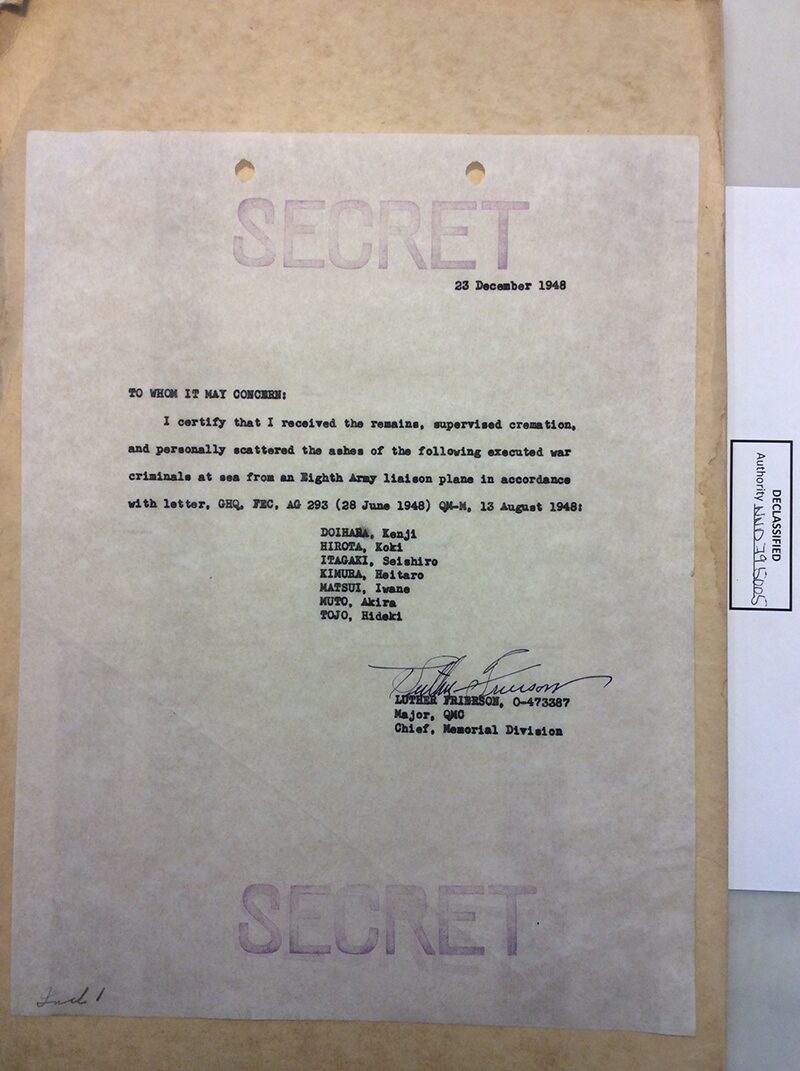 SECRET
23 December 1948
TO WHOM IT MAY CONCERN:
I certify that I received the remains, supervised cremation,
and personally scattered the ashes of the following executed war
criminals at sea from an Eighth Army liaison plane in accordance
with letter, GHQ, FEC, AG 293 (28 June 1948) QM-M, 13 August 1948:
DOIHARA, Kenji
HIROTA, Koki
ITAGAKI, Seishiro
KIMURA, Heitaro
MATSUI, Iwane
MUTO, Akira
TOJO, Hideki
Luther Frierson
LUTHER FRIERSON, O-473387
Major, QMC
Chief, Memorial Division
SECRET
Incl 1
DECLASSIFIED
Authority NND 795005